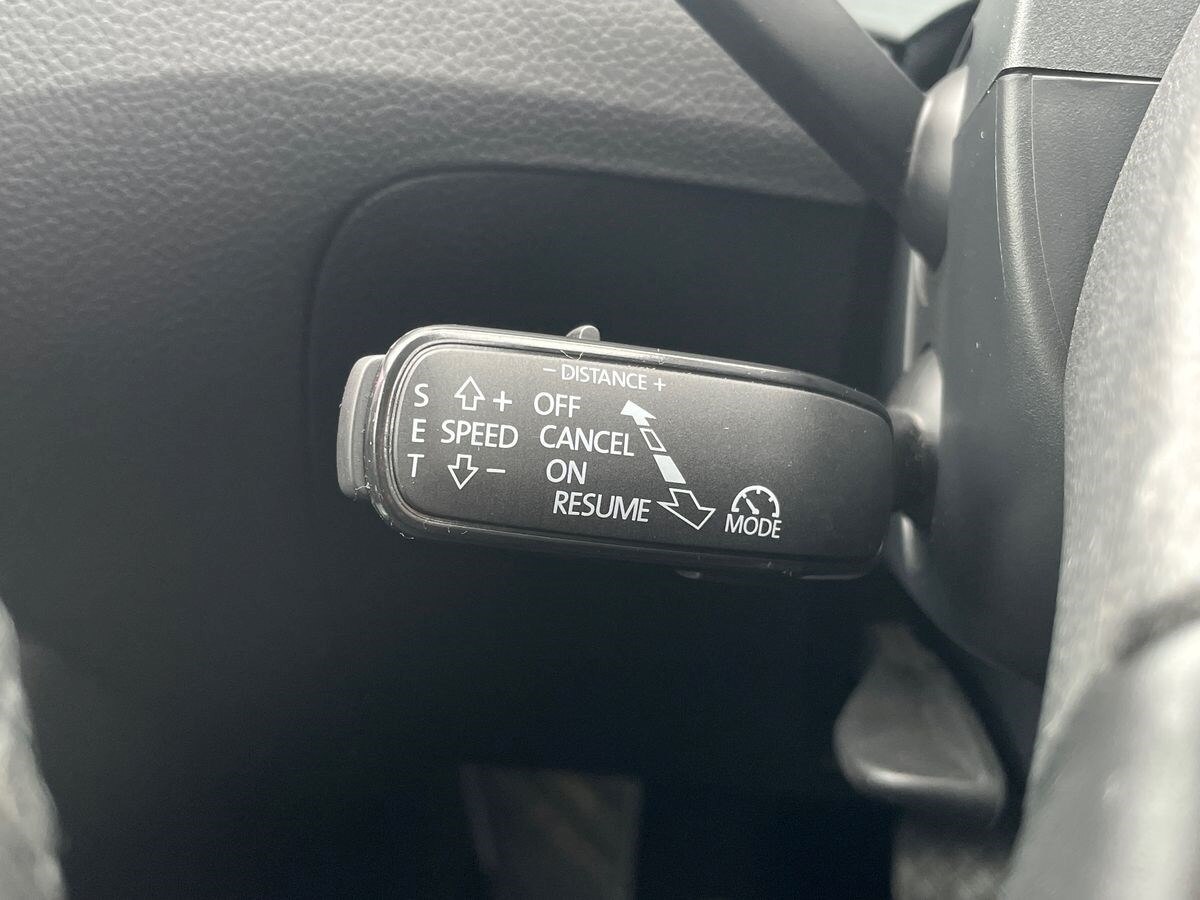 - DISTANCE +
S + OFF
E SPEED CANCEL
T - ON
RESUME
MODE